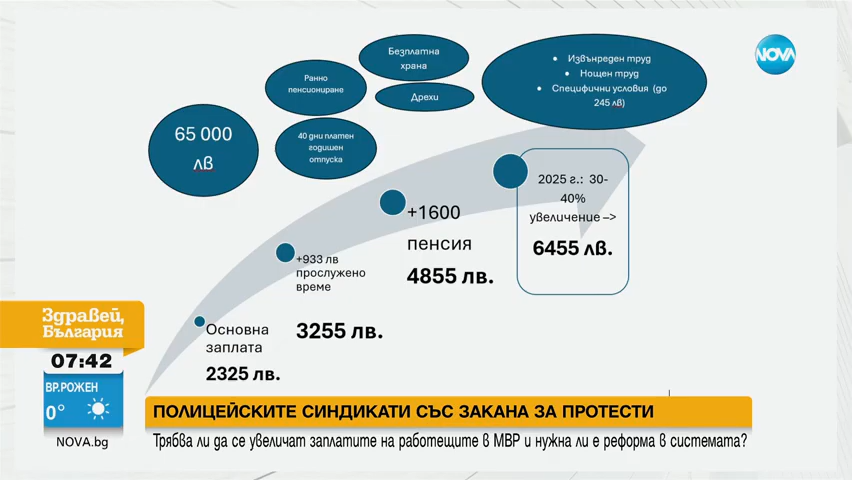 Безплатна
храна
Ранно
пенсиониране
Дрехи
• Извънреден труд
• Нощен труд
• Специфични условия (до
245 лв)
NOVA
65 000
лв
40 дни платен
годишен
отпуска
2025 г.: 30-
40%
увеличение –>
6455 лв.
+1600
пенсия
4855 лв.
+933 лв
прослужено
време
3255 лв.
Основна
заплата
2325 лв.
Здравей,
България
07:42
ВР.РОЖЕН
0°
NOVA.bg
ПОЛИЦЕЙСКИТЕ СИНДИКАТИ СЪС ЗАКАНА ЗА ПРОТЕСТИ
Трябва ли да се увеличат заплатите на работещите в МВР и нужна ли е реформа в системата?